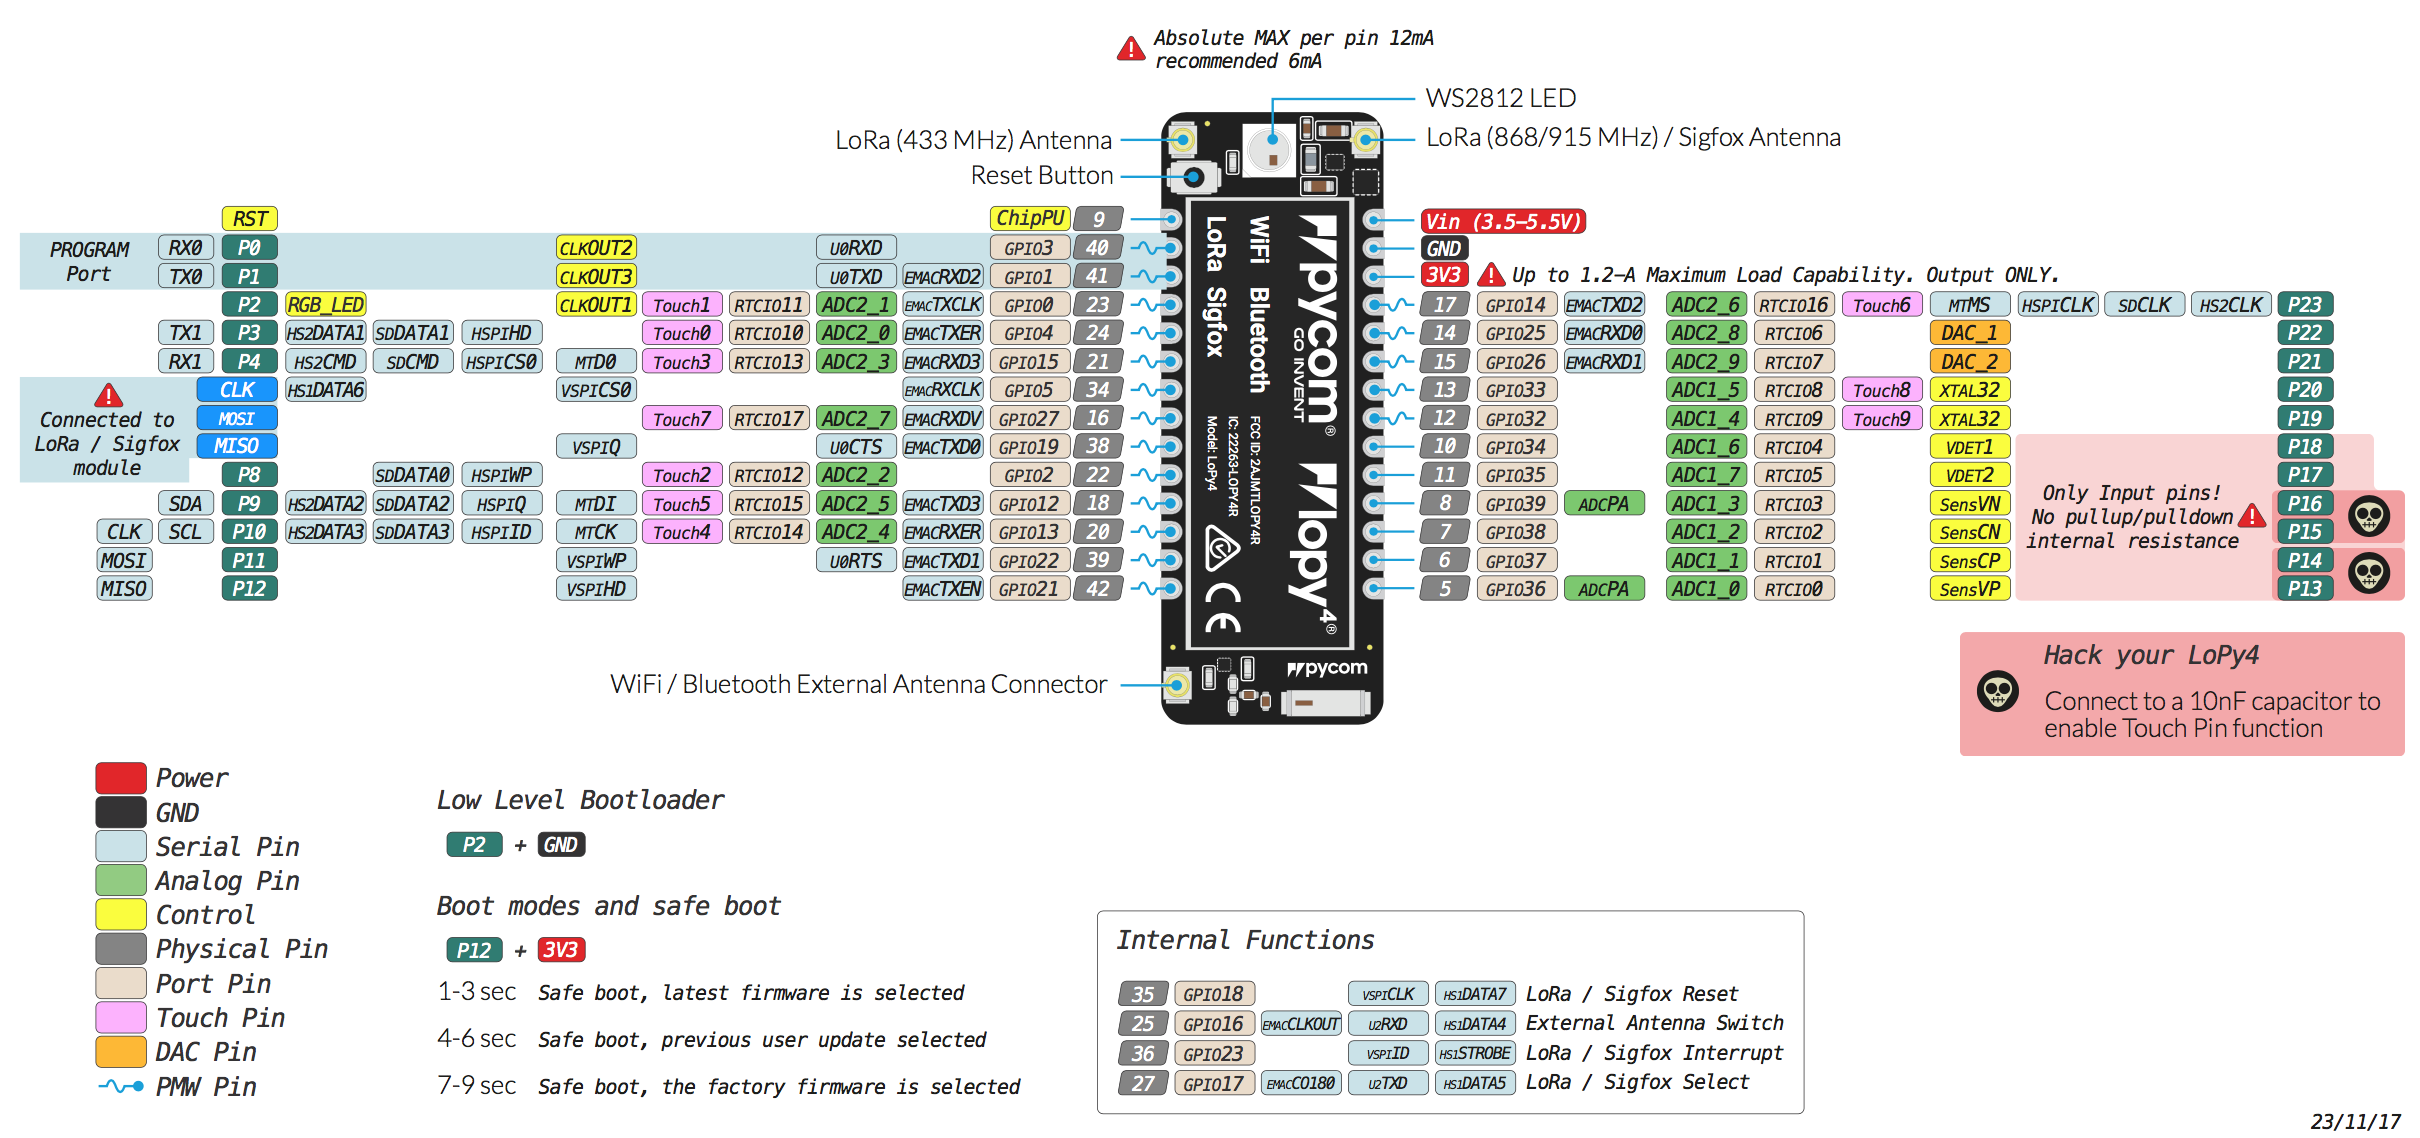 Absolute MAX per pin 12mA
recommended 6mA
WS2812 LED
LoRa (433 MHz) Antenna
LoRa (868/915 MHz) / Sigfox Antenna
Reset Button
RST ChipPU 9 Vin (3.5–5.5V)
PROGRAM Port
RX0 P0 CLKOUT2 U0RXD GPIO3 40 GND
TX0 P1 CLKOUT3 U0TXD EMACRXD2 GPIO1 41 3V3 Up to 1.2–A Maximum Load Capability. Output ONLY.
P2 RGB_LED CLKOUT1 Touch1 RTCIO11 ADC2_1 EMACTXCLK GPIO0 23 17 GPIO14 EMACTXD2 ADC2_6 RTCIO16 Touch6 MTMS HSPICLK SDCLK HS2CLK P23
TX1 P3 HS2DATA1 SDDATA1 HSPIHD Touch0 RTCIO10 ADC2_0 EMACTXER GPIO4 24 14 GPIO25 EMACRXD0 ADC2_8 RTCIO6 DAC_1 P22
RX1 P4 HS2CMD SDCMD HSPICS0 MTD0 Touch3 RTCIO13 ADC2_3 EMACRXD3 GPIO15 21 15 GPIO26 EMACRXD1 ADC2_9 RTCIO7 DAC_2 P21
CLK HS1DATA6 VSPICS0 EMACRXCLK GPIO5 34 13 GPIO33 ADC1_5 RTCIO8 Touch8 XTAL32 P20
MOSI Touch7 RTCIO17 ADC2_7 EMACRXDV GPIO27 16 12 GPIO32 ADC1_4 RTCIO9 Touch9 XTAL32 P19
MISO VSPIQ U0CTS EMACTXD0 GPIO19 38 10 GPIO34 ADC1_6 RTCIO4 VDET1 P18
Connected to
LoRa / Sigfox
module
P8 SDDATA0 HSPIWP Touch2 RTCIO12 ADC2_2 GPIO2 22 11 GPIO35 ADC1_7 RTCIO5 VDET2 P17
SDA P9 HS2DATA2 SDDATA2 HSPIQ MTDI Touch5 RTCIO15 ADC2_5 EMACTXD3 GPIO12 18 8 GPIO39 ADCPA ADC1_3 RTCIO3 SensVN P16
CLK SCL P10 HS2DATA3 SDDATA3 HSPIID MTCK Touch4 RTCIO14 ADC2_4 EMACRXER GPIO13 20 7 GPIO38 ADC1_2 RTCIO2 SensCN P15
MOSI P11 VSPIWP U0RTS EMACTXD1 GPIO22 39 6 GPIO37 ADC1_1 RTCIO1 SensCP P14
MISO P12 VSPIHD EMACTXEN GPIO21 42 5 GPIO36 ADCPA ADC1_0 RTCIO0 SensVP P13
Only Input pins!
No pullup/pulldown
internal resistance
LoRa Sigfox
WiFi Bluetooth
pycom®
GO INVENT
lopy4®
Model: LoPy4
IC: 22263-LOPY4R
FCC ID: 2AJMTLOPY4R
CE
pycom
WiFi / Bluetooth External Antenna Connector
Hack your LoPy4
Connect to a 10nF capacitor to
enable Touch Pin function
Power
GND
Serial Pin
Analog Pin
Control
Physical Pin
Port Pin
Touch Pin
DAC Pin
PMW Pin
Low Level Bootloader
P2 + GND
Boot modes and safe boot
P12 + 3V3
1-3 sec Safe boot, latest firmware is selected
4-6 sec Safe boot, previous user update selected
7-9 sec Safe boot, the factory firmware is selected
Internal Functions
35 GPIO18 VSPICLK HS1DATA7 LoRa / Sigfox Reset
25 GPIO16 EMACCLKOUT U2RXD HS1DATA4 External Antenna Switch
36 GPIO23 VSPIID HS1STROBE LoRa / Sigfox Interrupt
27 GPIO17 EMACCO180 U2TXD HS1DATA5 LoRa / Sigfox Select
23/11/17